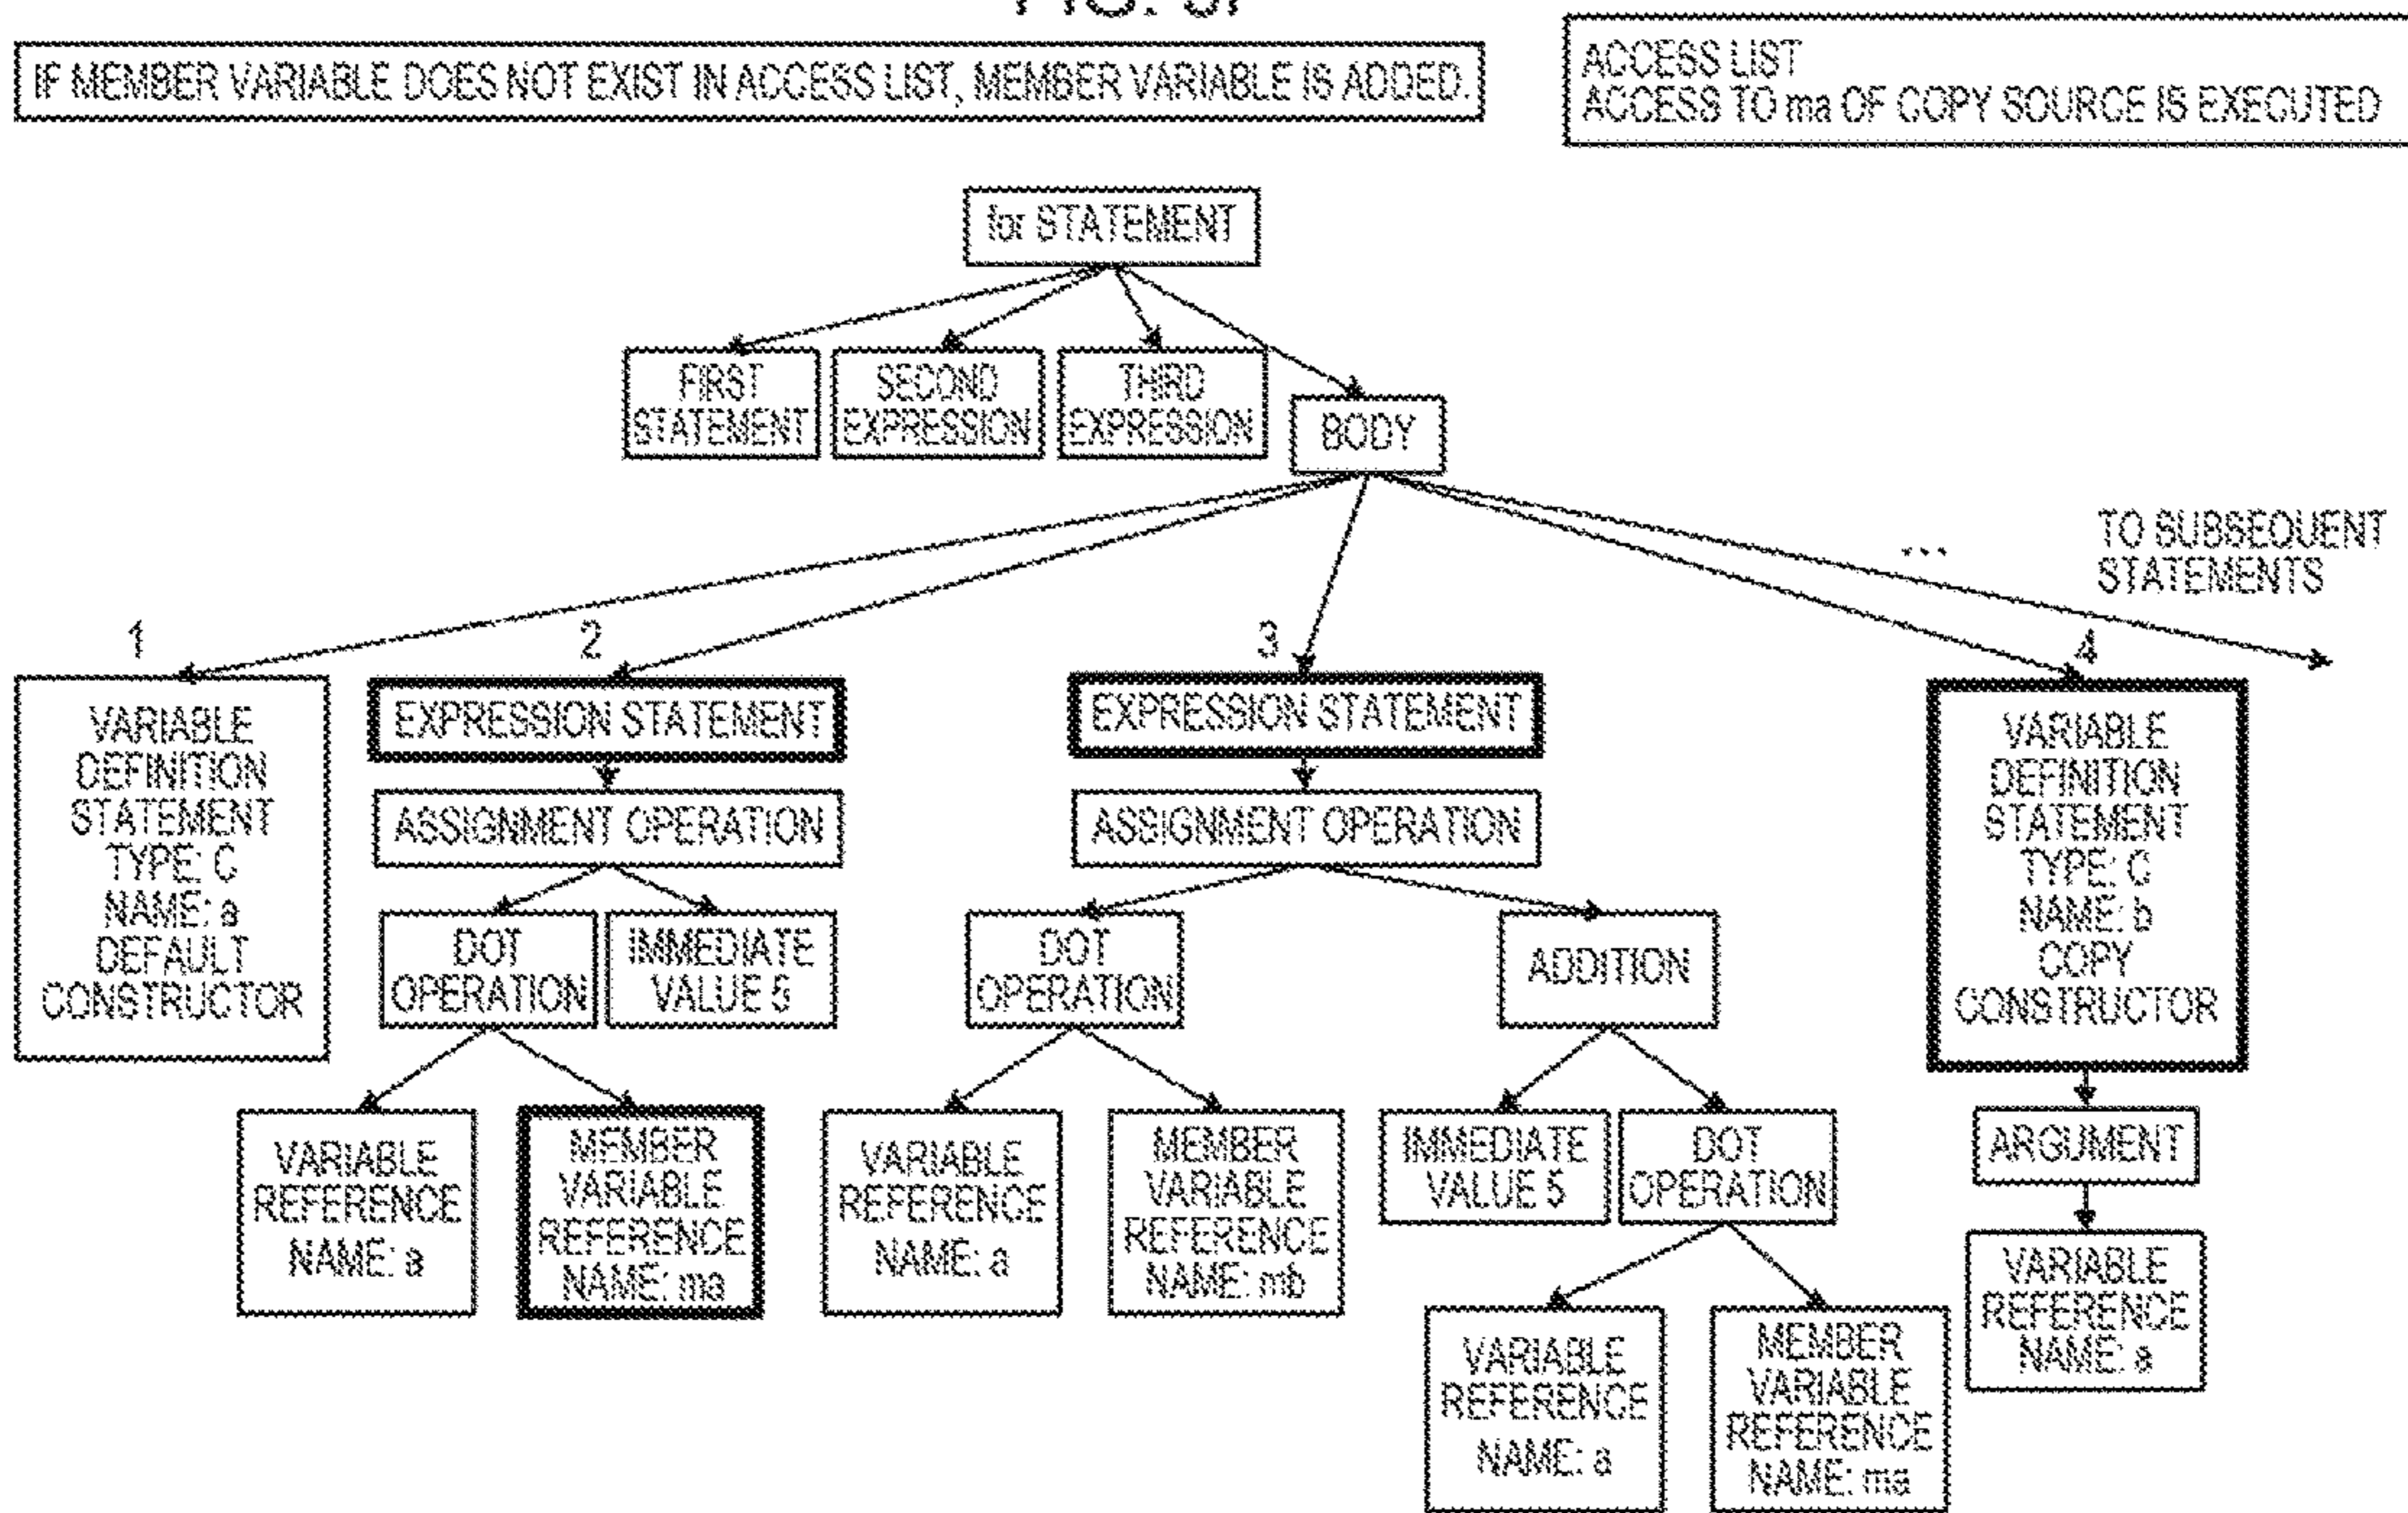 IF MEMBER VARIABLE DOES NOT EXIST IN ACCESS LIST, MEMBER VARIABLE IS ADDED.
ACCESS LIST
ACCESS TO ma OF COPY SOURCE IS EXECUTED
for STATEMENT
FIRST
STATEMENT
SECOND
EXPRESSION
THIRD
EXPRESSION
BODY
...
TO SUBSEQUENT
STATEMENTS
1
2
3
4
VARIABLE
DEFINITION
STATEMENT
TYPE: C
NAME: a
DEFAULT
CONSTRUCTOR
EXPRESSION STATEMENT
ASSIGNMENT OPERATION
DOT
OPERATION
IMMEDIATE
VALUE 5
VARIABLE
REFERENCE
NAME: a
MEMBER
VARIABLE
REFERENCE
NAME: ma
EXPRESSION STATEMENT
ASSIGNMENT OPERATION
DOT
OPERATION
ADDITION
VARIABLE
REFERENCE
NAME: a
MEMBER
VARIABLE
REFERENCE
NAME: mb
IMMEDIATE
VALUE 5
DOT
OPERATION
VARIABLE
REFERENCE
NAME: a
MEMBER
VARIABLE
REFERENCE
NAME: ma
VARIABLE
DEFINITION
STATEMENT
TYPE: C
NAME: b
COPY
CONSTRUCTOR
ARGUMENT
VARIABLE
REFERENCE
NAME: a